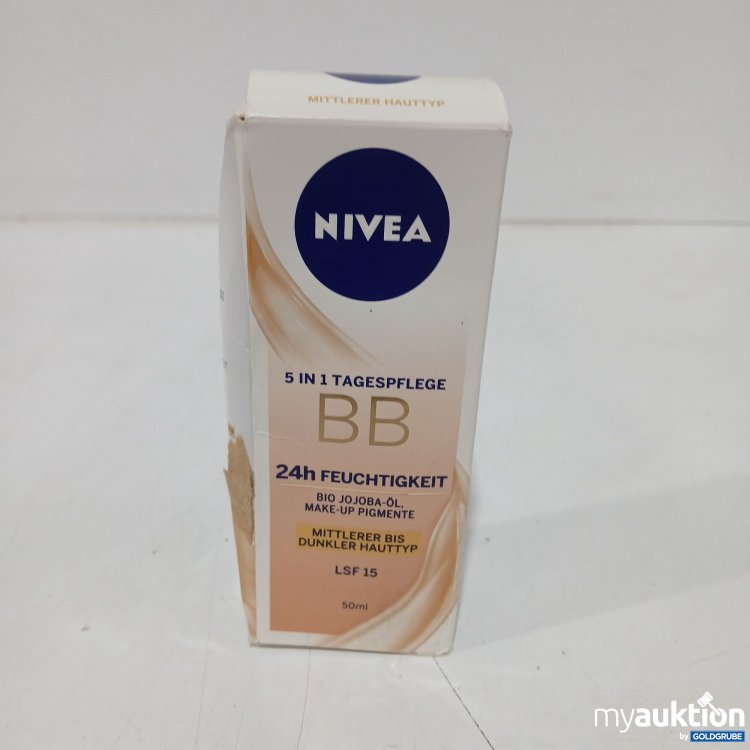 MITTLERER HAUTTYP
NIVEA
5 IN 1 TAGESPFLEGE
BB
24h FEUCHTIGKEIT
BIO JOJOBA-ÖL,
MAKE-UP PIGMENTE
MITTLERER BIS
DUNKLER HAUTTYP
LSF 15
50ml
myauktion
by GOLDGRUBE